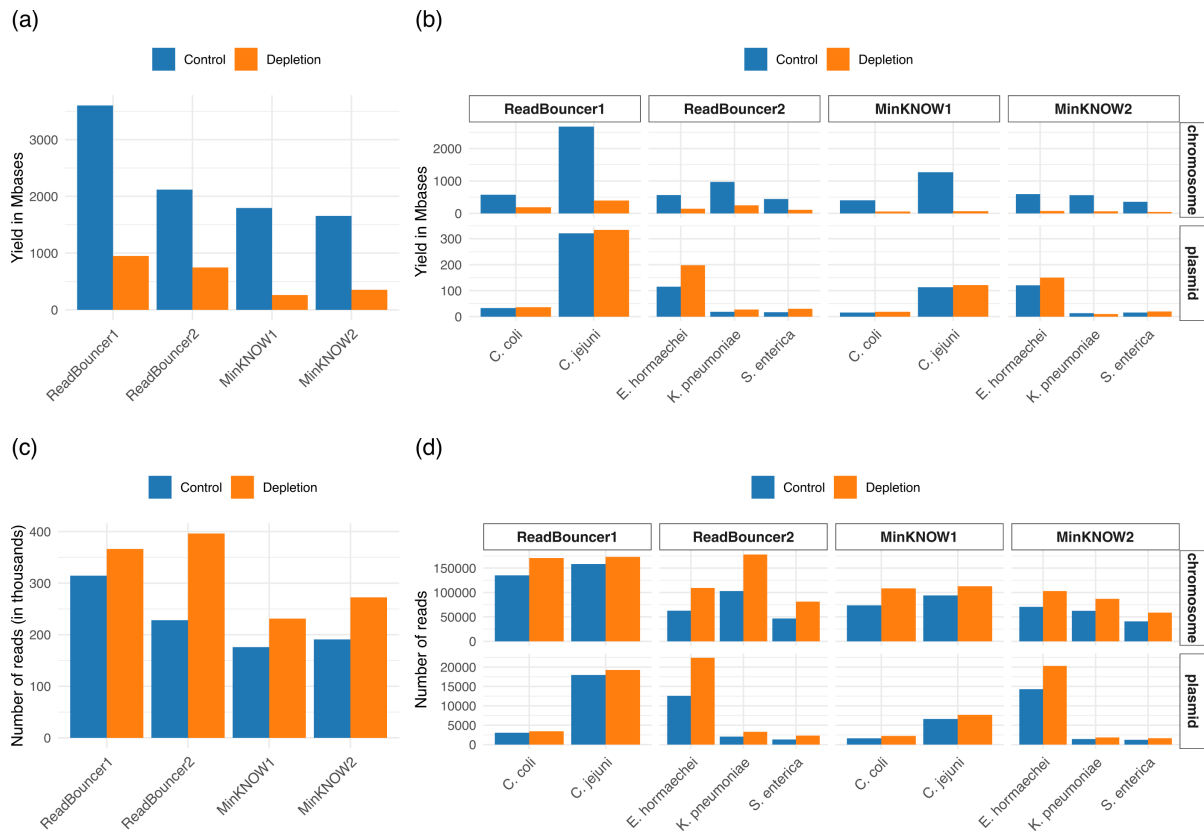 (a)
Control Depletion
Yield in Mbases
3000
2000
1000
0
ReadBouncer1
ReadBouncer2
MinKNOW1
MinKNOW2
(b)
Control Depletion
ReadBouncer1 ReadBouncer2 MinKNOW1 MinKNOW2
Yield in Mbases
2000
1000
0
chromosome
300
200
100
0
plasmid
C. coli
C. jejuni
E. hormaechei
K. pneumoniae
S. enterica
C. coli
C. jejuni
E. hormaechei
K. pneumoniae
S. enterica
(c)
Control Depletion
Number of reads (in thousands)
400
300
200
100
0
ReadBouncer1
ReadBouncer2
MinKNOW1
MinKNOW2
(d)
Control Depletion
ReadBouncer1 ReadBouncer2 MinKNOW1 MinKNOW2
Number of reads
150000
100000
50000
0
chromosome
20000
15000
10000
5000
0
plasmid
C. coli
C. jejuni
E. hormaechei
K. pneumoniae
S. enterica
C. coli
C. jejuni
E. hormaechei
K. pneumoniae
S. enterica